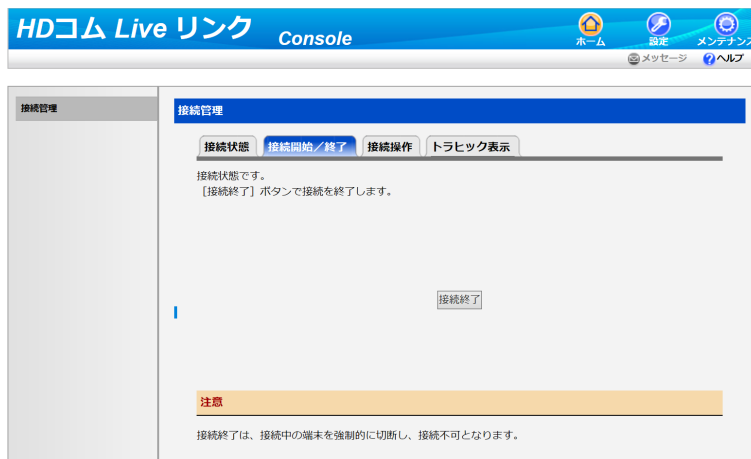 HDコム Live リンク Console
ホーム 設定 メンテナンス
メッセージ ヘルプ
接続管理
接続管理
接続状態 接続開始／終了 接続操作 トラヒック表示
接続状態です。
［接続終了］ボタンで接続を終了します。
接続終了
注意
接続終了は、接続中の端末を強制的に切断し、接続不可となります。